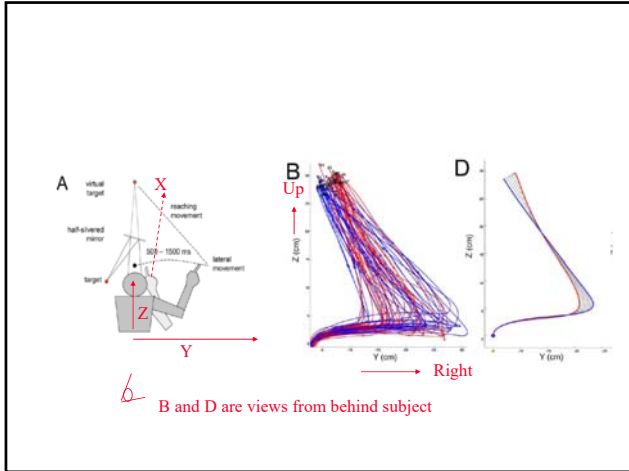 A
virtual
target
X
reaching
movement
half-silvered
mirror
500 – 1500 ms
lateral
movement
target
Z
Y
B
Up
Z (cm)
Y (cm)
Right
D
Z (cm)
Y (cm)
B and D are views from behind subject